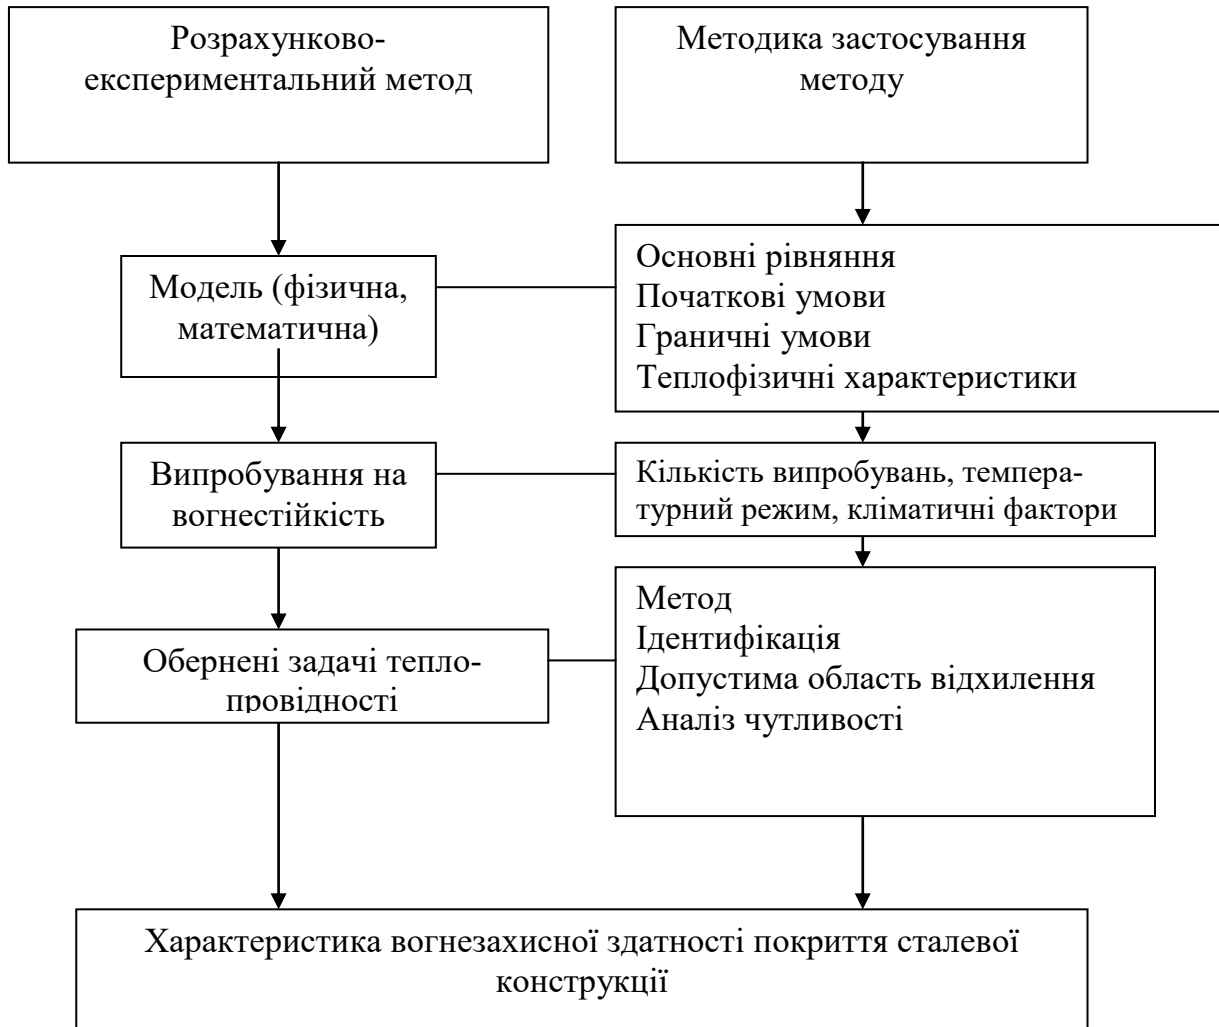 Розрахунково-
експериментальний метод
Методика застосування
методу
Модель (фізична,
математична)
Основні рівняння
Початкові умови
Граничні умови
Теплофізичні характеристики
Випробування на
вогнестійкість
Кількість випробувань, темпера-
турний режим, кліматичні фактори
Обернені задачі тепло-
провідності
Метод
Ідентифікація
Допустима область відхилення
Аналіз чутливості
Характеристика вогнезахисної здатності покриття сталевої
конструкції